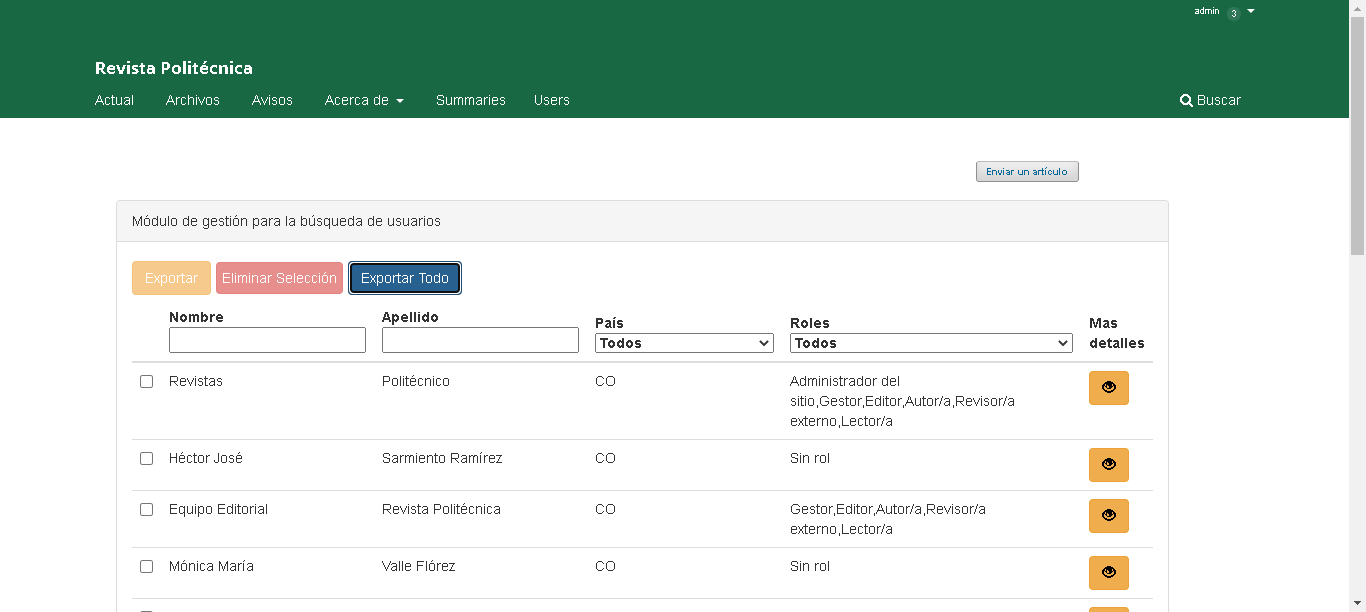 admin 3
Revista Politécnica
Actual Archivos Avisos Acerca de Summaries Users Buscar
Enviar un artículo
Módulo de gestión para la búsqueda de usuarios
Exportar Eliminar Selección Exportar Todo
Nombre Apellido País Roles Mas detalles
Todos Todos
Revistas Politécnico CO Administrador del
sitio,Gestor,Editor,Autor/a,Revisor/a
externo,Lector/a
Héctor José Sarmiento Ramírez CO Sin rol
Equipo Editorial Revista Politécnica CO Gestor,Editor,Autor/a,Revisor/a
externo,Lector/a
Mónica María Valle Flórez CO Sin rol